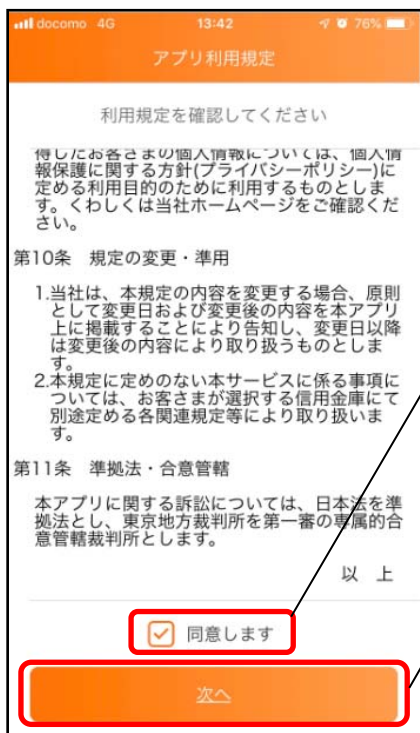 docomo 4G 13:42 76%
アプリ利用規定
利用規定を確認してください
得したお客さまの個人情報については、個人情
報保護に関する方針(プライバシーポリシー)に
定める利用目的のために利用するものとしま
す。くわしくは当社ホームページをご確認くだ
さい。
第10条 規定の変更・準用
1.当社は、本規定の内容を変更する場合、原則
として変更日および変更後の内容を本アプリ
上に掲載することにより告知し、変更日以降
は変更後の内容により取り扱うものとしま
す。
2.本規定に定めのない本サービスに係る事項に
ついては、お客さまが選択する信用金庫にて
別途定める各関連規定等により取り扱いま
す。
第11条 準拠法・合意管轄
本アプリに関する訴訟については、日本法を準
拠法とし、東京地方裁判所を第一審の専属的合
意管轄裁判所とします。
以 上
同意します
次へ